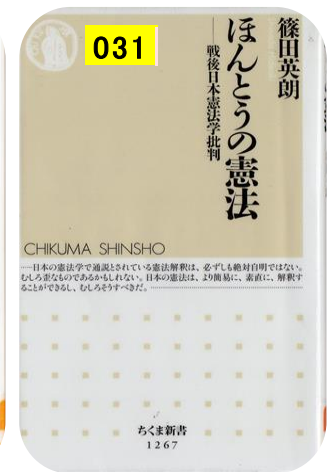 031
篠田英朗
ほんとうの憲法
──戦後日本憲法学批判
CHIKUMA SHINSHO
……日本の憲法学で通説とされている憲法解釈は、必ずしも絶対自明ではない。
むしろ歪なものであるかもしれない。日本の憲法は、より簡易に、素直に、解釈す
ることができるし、むしろそうすべきだ。
ちくま新書
1267